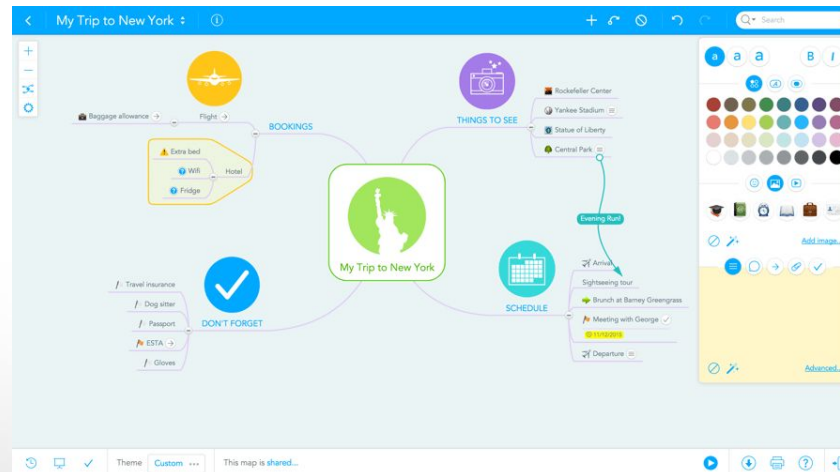 My Trip to New York
Search
a a a B I
BOOKINGS
Flight
Baggage allowance
Extra bed
Wifi
Fridge
Hotel
THINGS TO SEE
Rockefeller Center
Yankee Stadium
Statue of Liberty
Central Park
Evening Run!
My Trip to New York
DON'T FORGET
Travel insurance
Dog sitter
Passport
ESTA
Gloves
SCHEDULE
Arrival
Sightseeing tour
Brunch at Barney Greengrass
Meeting with George
11/12/2015
Departure
Add image...
Advanced...
Theme Custom ... This map is shared...